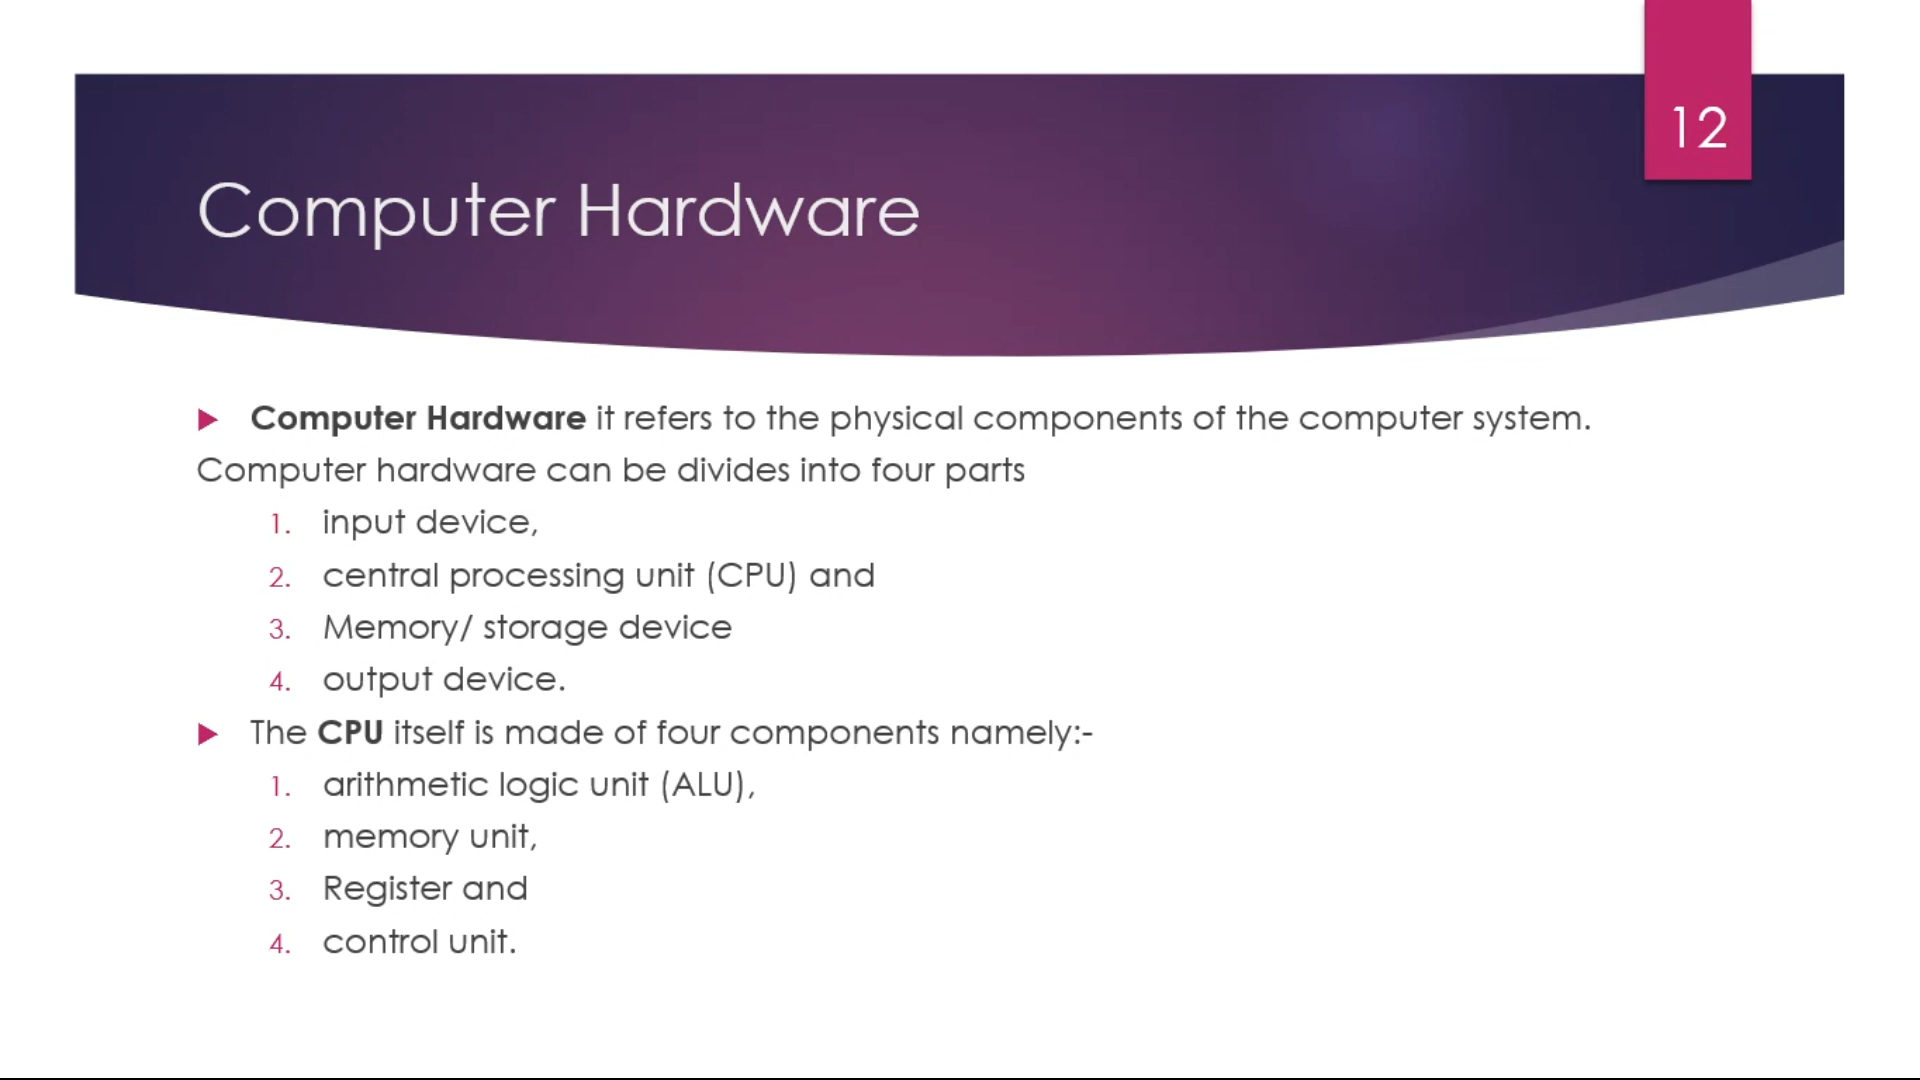 12
Computer Hardware
Computer Hardware it refers to the physical components of the computer system.
Computer hardware can be divides into four parts
1. input device,
2. central processing unit (CPU) and
3. Memory/ storage device
4. output device.
The CPU itself is made of four components namely:-
1. arithmetic logic unit (ALU),
2. memory unit,
3. Register and
4. control unit.